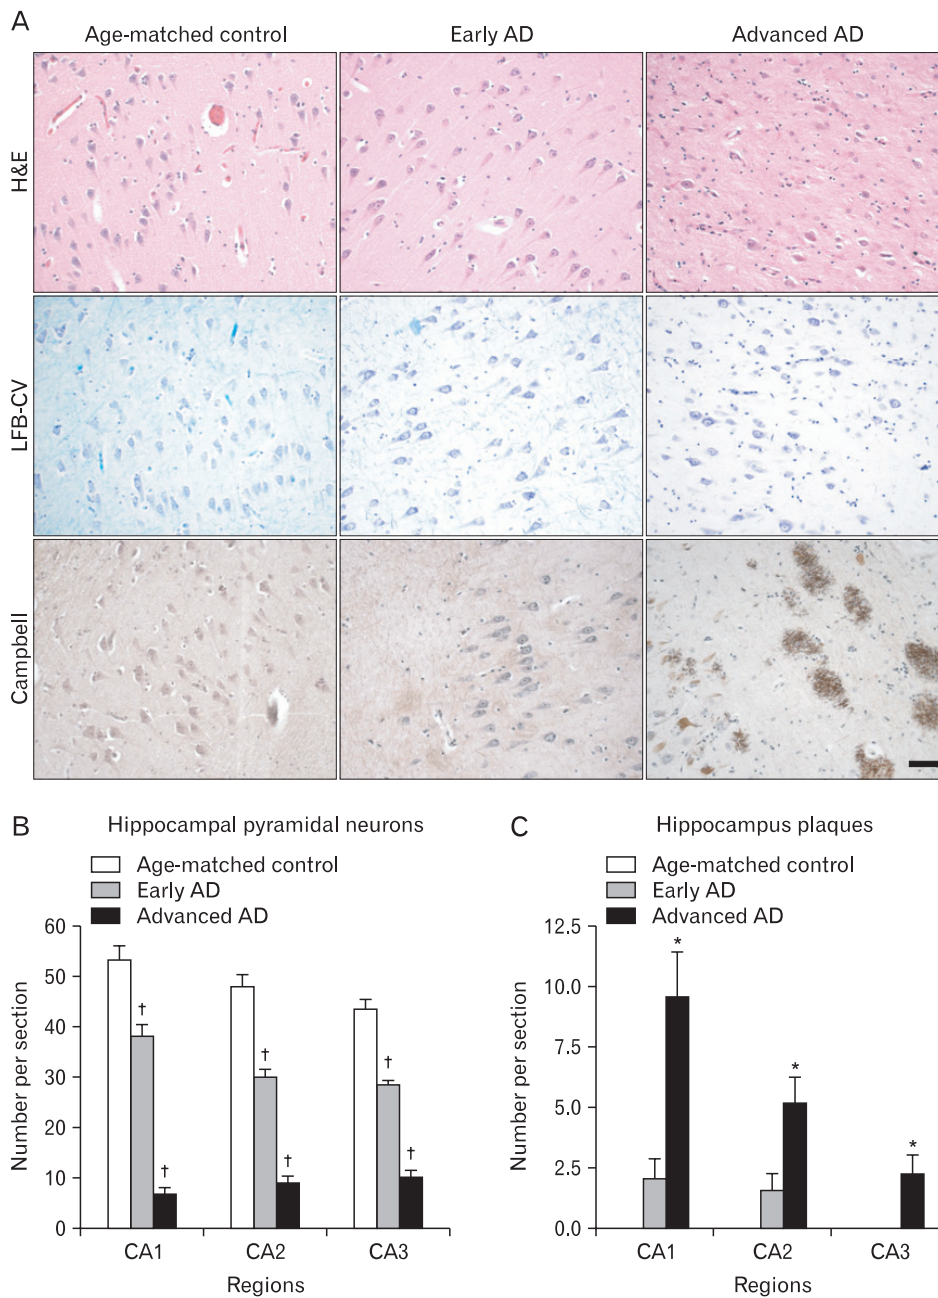 A
Age-matched control Early AD Advanced AD
H&E
LFB-CV
Campbell
B Hippocampal pyramidal neurons
Age-matched control
Early AD
Advanced AD
Number per section
60
50
40
30
20
10
0
†
†
†
†
†
†
CA1 CA2 CA3
Regions
C Hippocampus plaques
Age-matched control
Early AD
Advanced AD
Number per section
12.5
10.0
7.5
5.0
2.5
0.0
*
*
*
CA1 CA2 CA3
Regions